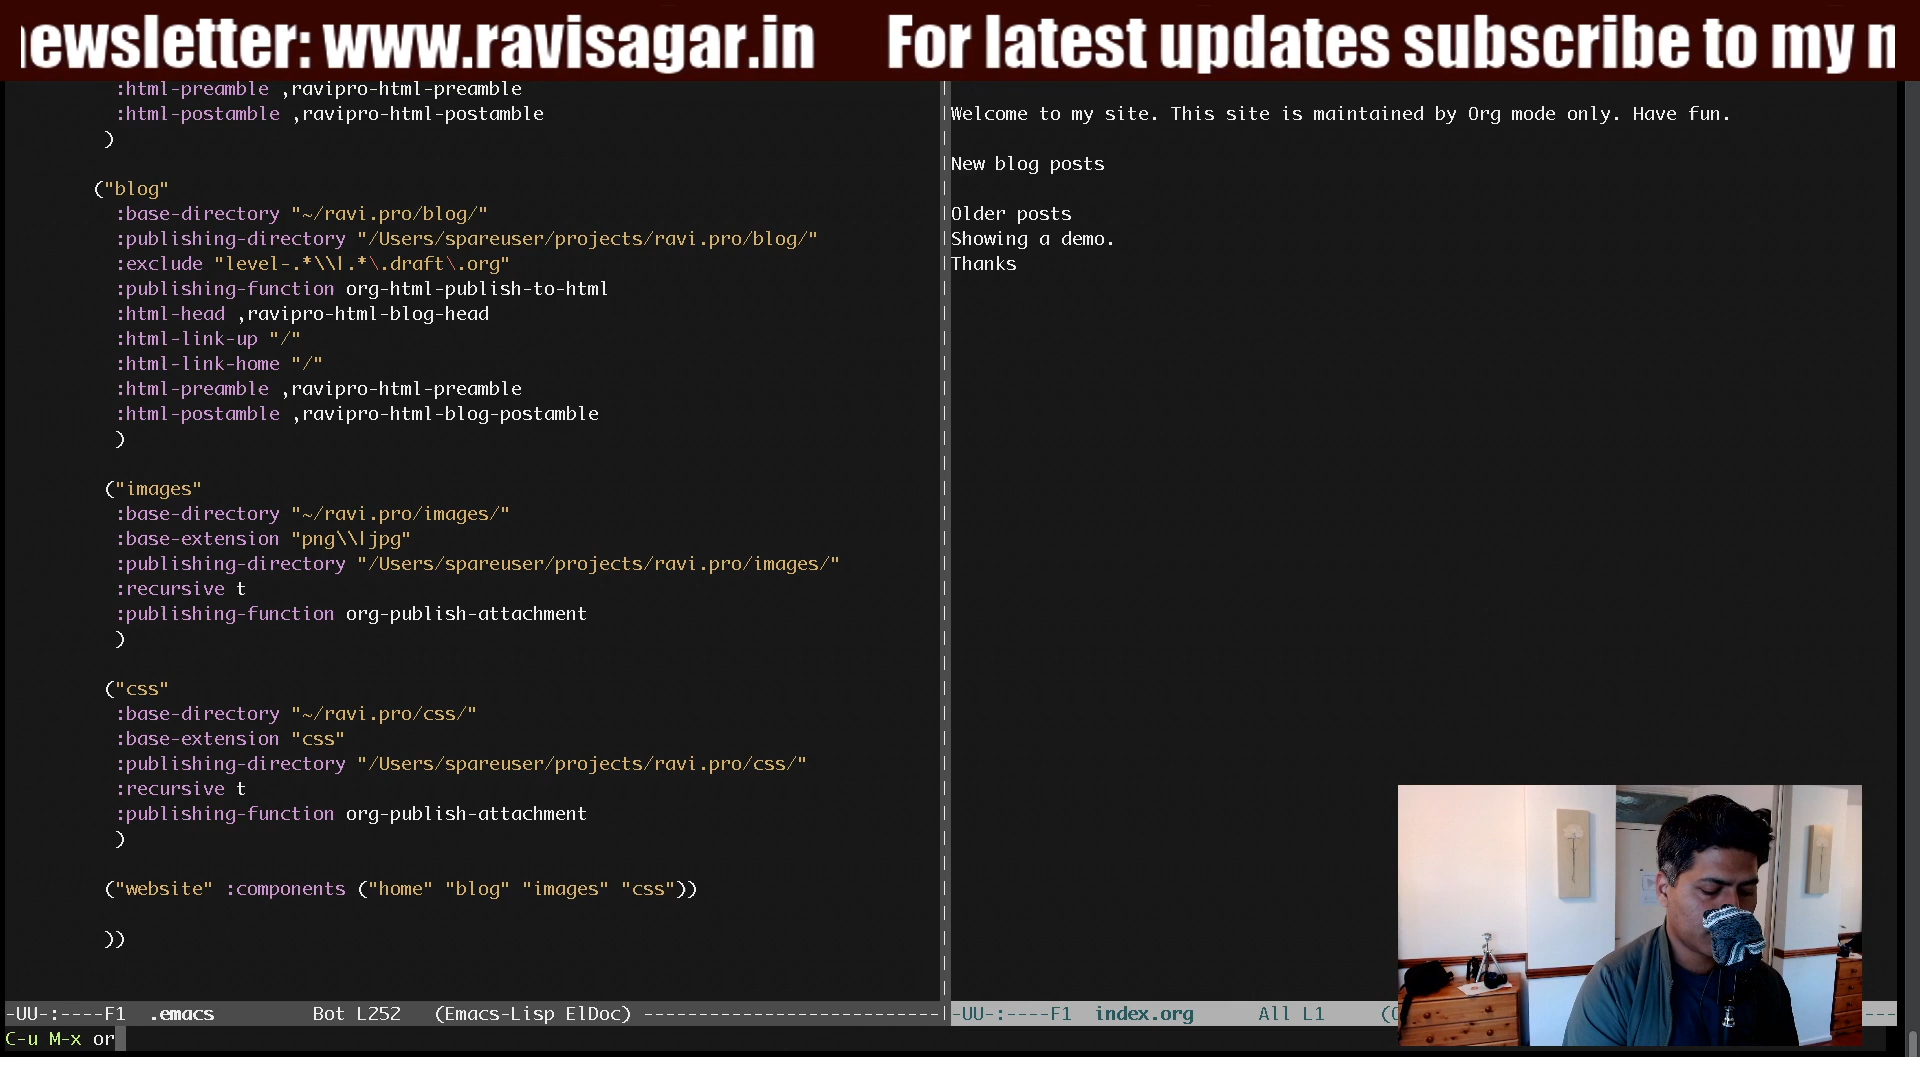 newsletter: www.ravisagar.in For latest updates subscribe to my n
:html-preamble ,ravipro-html-preamble
:html-postamble ,ravipro-html-postamble
)
("blog"
:base-directory "~/ravi.pro/blog/"
:publishing-directory "/Users/spareuser/projects/ravi.pro/blog/"
:exclude "level-.*\\|.*\.draft\.org"
:publishing-function org-html-publish-to-html
:html-head ,ravipro-html-blog-head
:html-link-up "/"
:html-link-home "/"
:html-preamble ,ravipro-html-preamble
:html-postamble ,ravipro-html-blog-postamble
)
("images"
:base-directory "~/ravi.pro/images/"
:base-extension "png\\|jpg"
:publishing-directory "/Users/spareuser/projects/ravi.pro/images/"
:recursive t
:publishing-function org-publish-attachment
)
("css"
:base-directory "~/ravi.pro/css/"
:base-extension "css"
:publishing-directory "/Users/spareuser/projects/ravi.pro/css/"
:recursive t
:publishing-function org-publish-attachment
)
("website" :components ("home" "blog" "images" "css"))
))
-UU-:----F1 .emacs Bot L252 (Emacs-Lisp ElDoc) ---------------------------
C-u M-x or
Welcome to my site. This site is maintained by Org mode only. Have fun.
New blog posts
Older posts
Showing a demo.
Thanks
-UU-:----F1 index.org All L1 (O ---